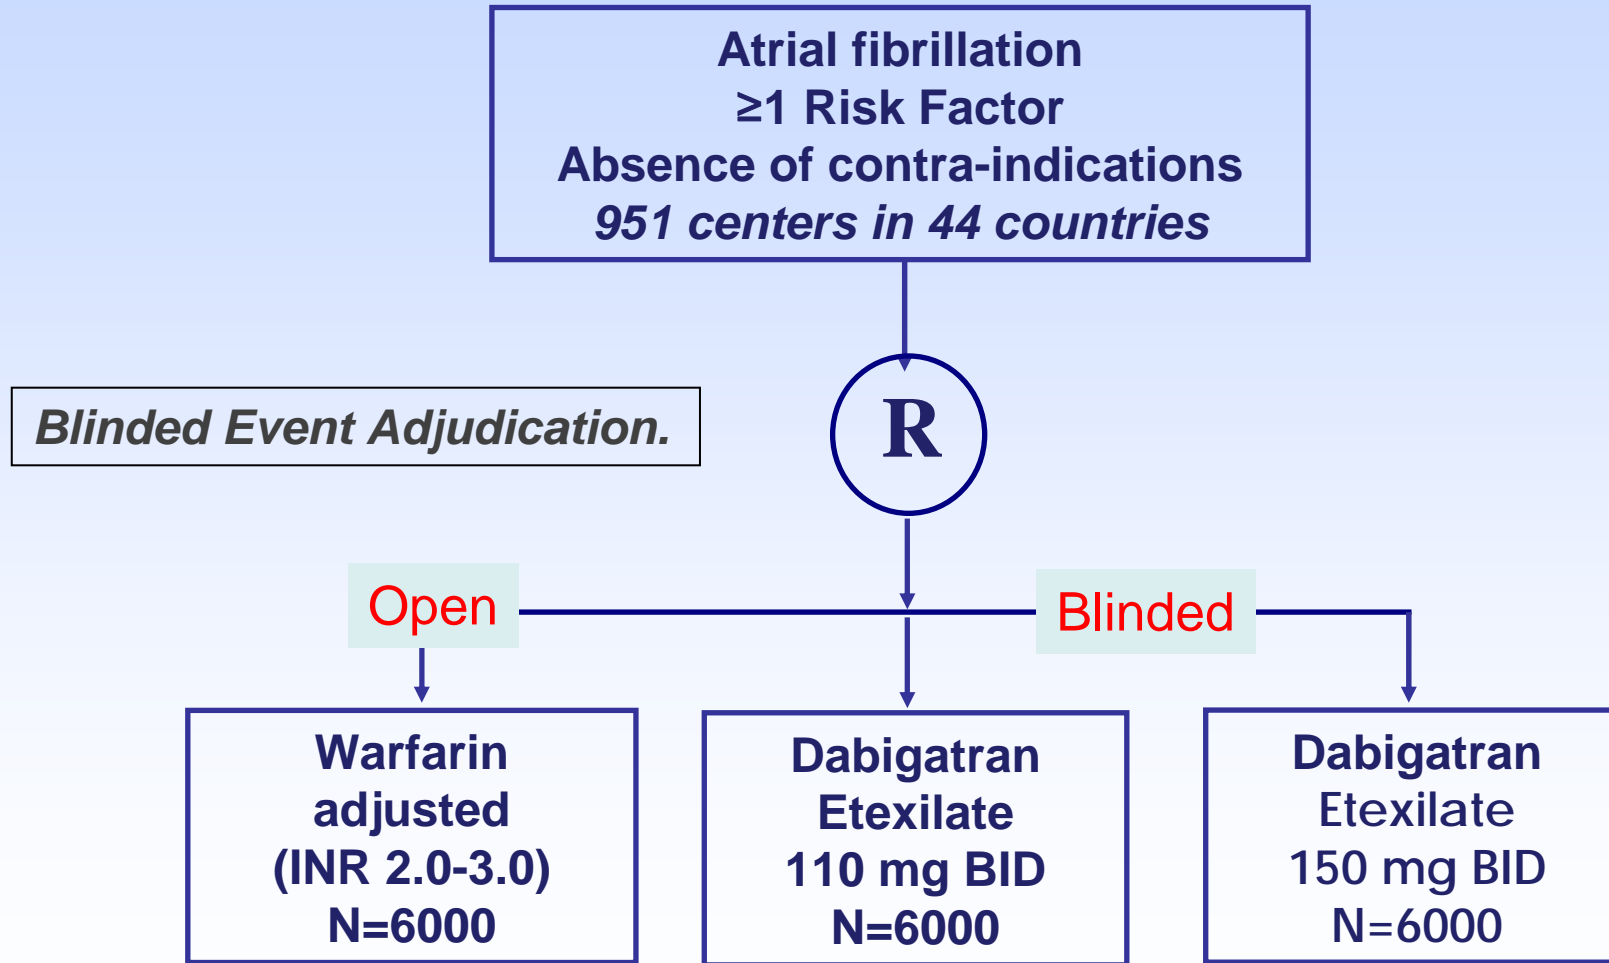 Atrial fibrillation
≥1 Risk Factor
Absence of contra-indications
951 centers in 44 countries
Blinded Event Adjudication.
R
Open
Blinded
Warfarin
adjusted
(INR 2.0-3.0)
N=6000
Dabigatran
Etexilate
110 mg BID
N=6000
Dabigatran
Etexilate
150 mg BID
N=6000